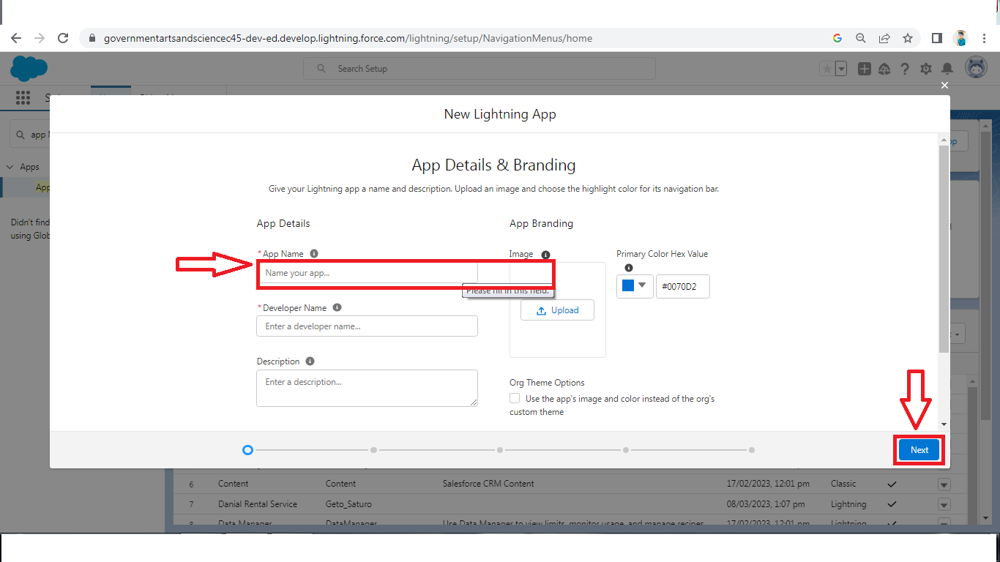 governmentartsandsciencec45-dev-ed.develop.lightning.force.com/lightning/setup/NavigationMenus/home
Search Setup
New Lightning App
app
Apps
App
Didn't find
using Glob
App Details & Branding
Give your Lightning app a name and description. Upload an image and choose the highlight color for its navigation bar.
App Details
App Branding
*App Name
Image
Primary Color Hex Value
Name your app...
Please fill in this field.
#0070D2
Upload
*Developer Name
Enter a developer name...
Description
Enter a description...
Org Theme Options
Use the app's image and color instead of the org's
custom theme
Next
6 Content Content Salesforce CRM Content 17/02/2023, 12:01 pm Classic
7 Danial Rental Service Geto_Saturo 08/03/2023, 1:07 pm Lightning
8 Data Manager DataManager Use Data Manager to view limits, monitor usage, and manage recipes 17/02/2023, 12:01 pm Lightning